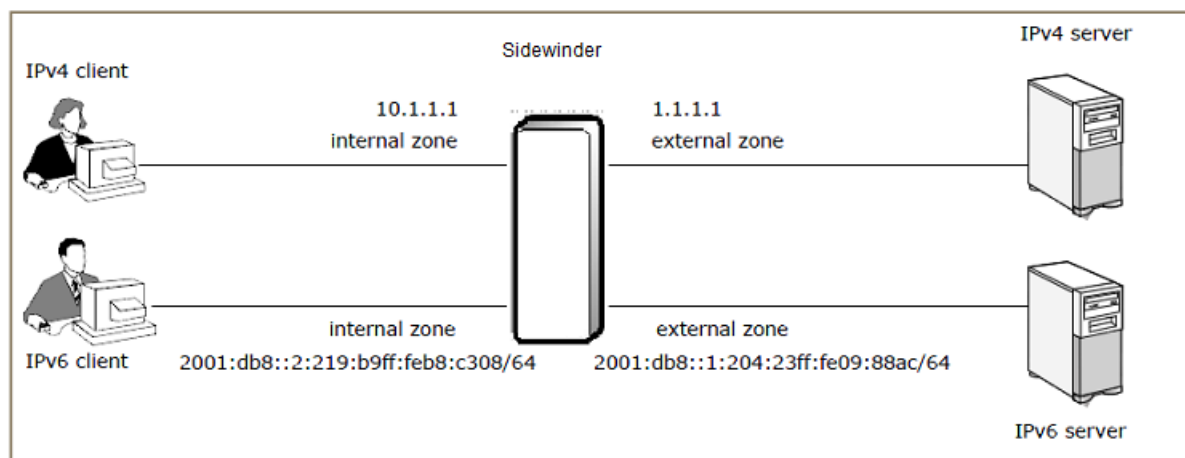 Sidewinder
IPv4 client
IPv4 server
10.1.1.1
1.1.1.1
internal zone
external zone
internal zone
external zone
IPv6 client
2001:db8::2:219:b9ff:feb8:c308/64
2001:db8::1:204:23ff:fe09:88ac/64
IPv6 server